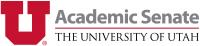 U Academic Senate
THE UNIVERSITY OF UTAH